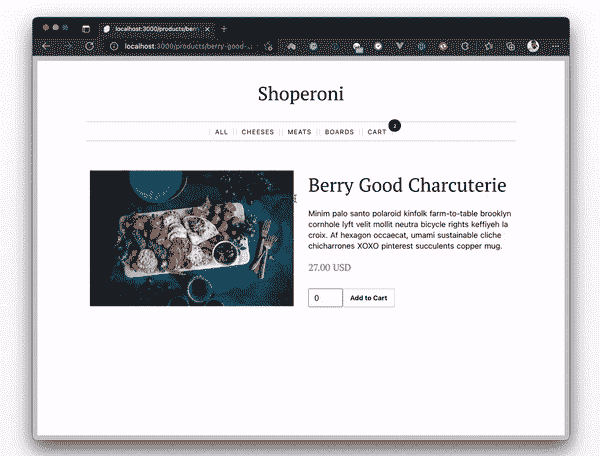 localhost:3000/products/berr
localhost:3000/products/berry-good-...
Shoperoni
ALL CHEESES MEATS BOARDS CART 2
Berry Good Charcuterie
Minim palo santo polaroid kinfolk farm-to-table brooklyn
cornhole lyft velit mollit neutra bicycle rights keffiyeh la
croix. Af hexagon occaecat, umami sustainable cliche
chicharrones XOXO pinterest succulents copper mug.
27.00 USD
0 Add to Cart